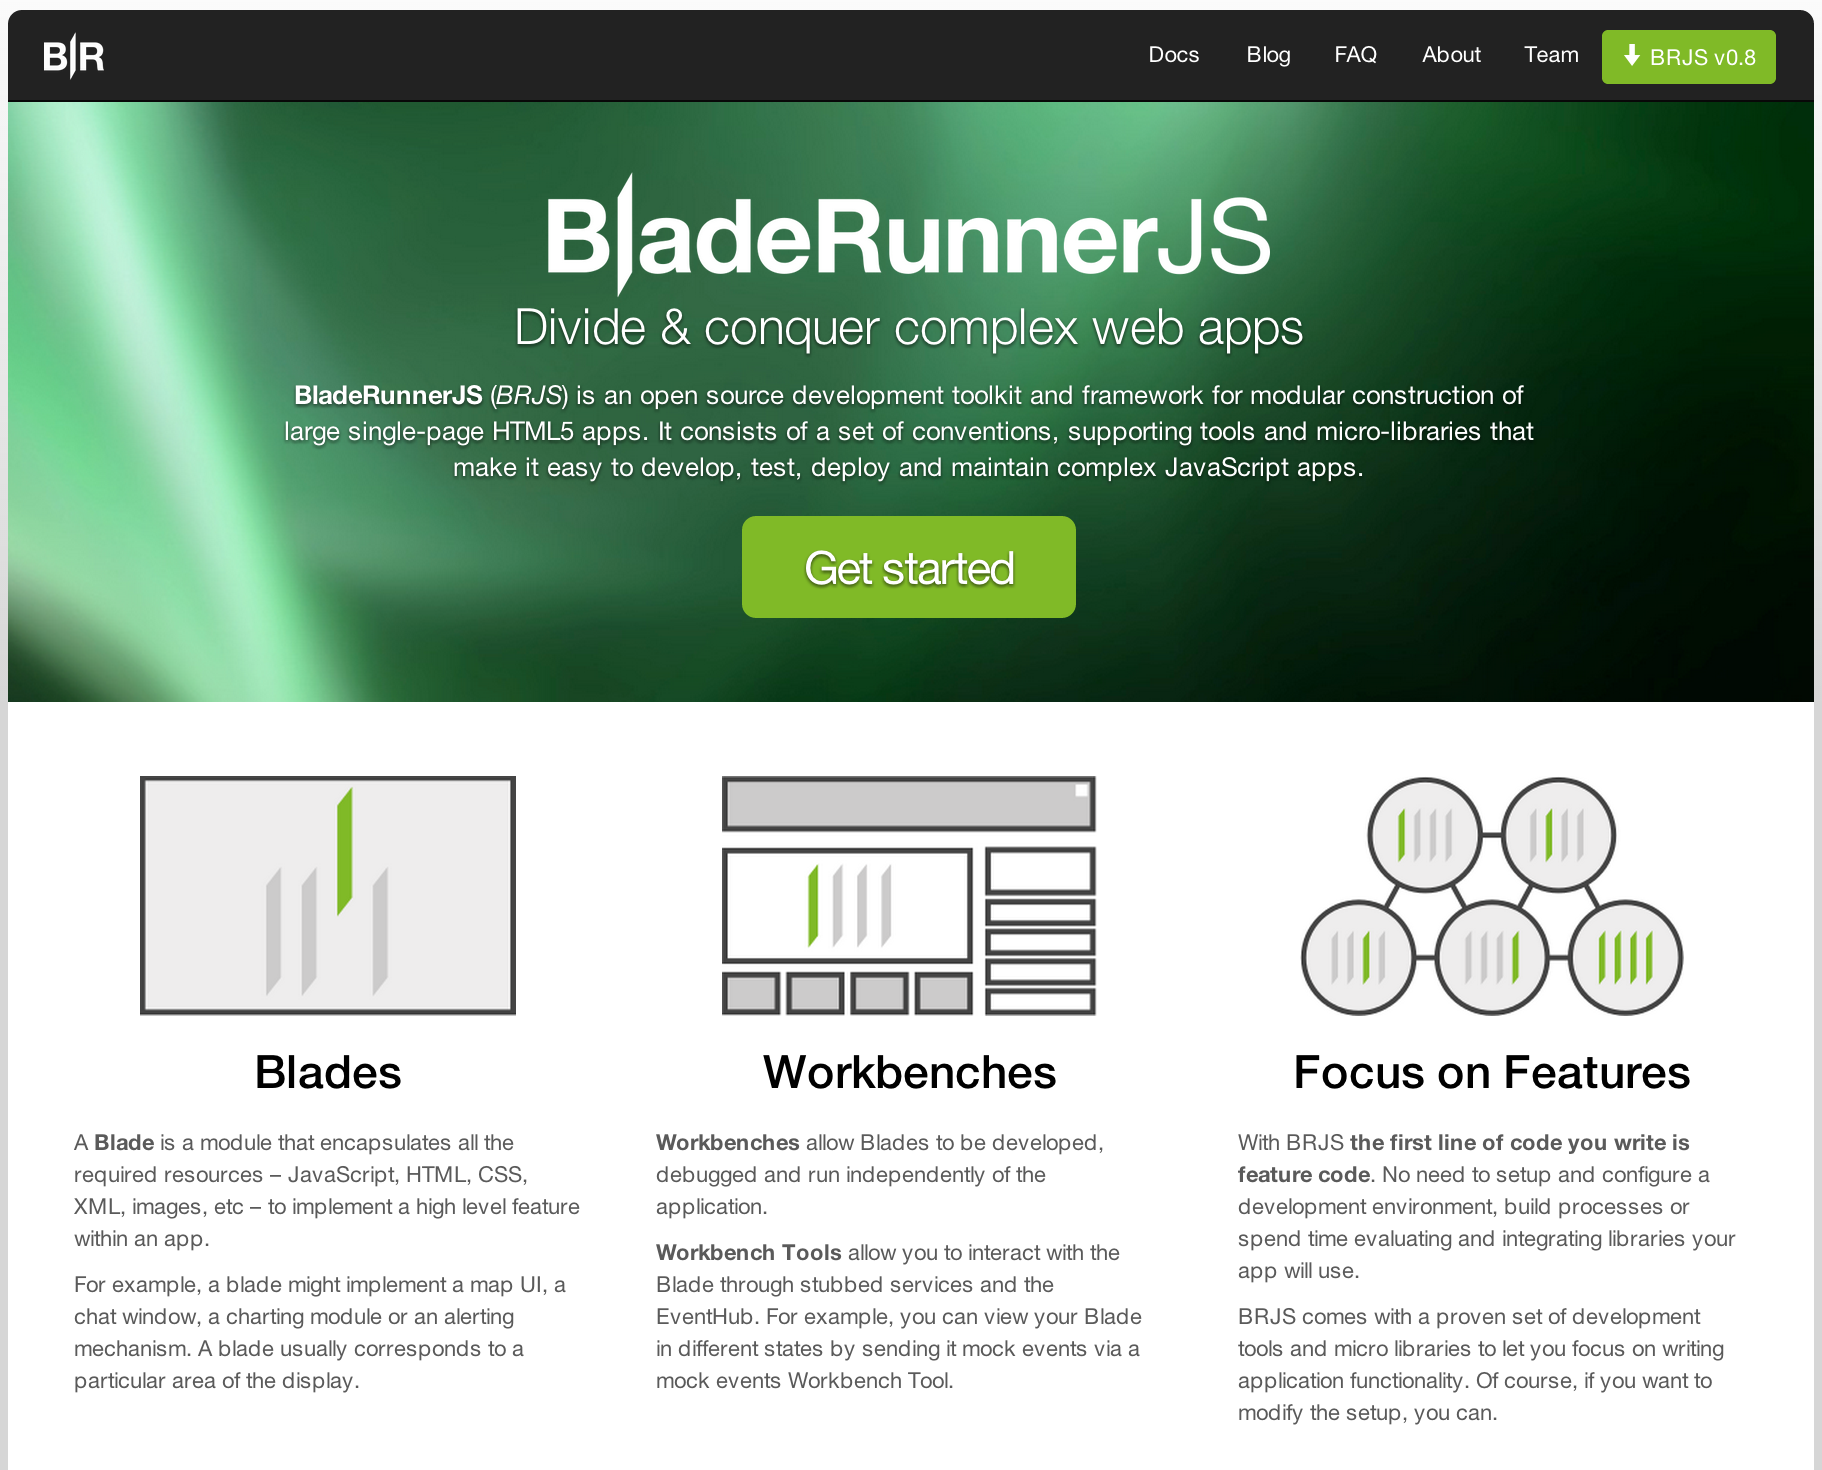 B|R
Docs Blog FAQ About Team BRJS v0.8
BladeRunnerJS
Divide & conquer complex web apps
BladeRunnerJS (BRJS) is an open source development toolkit and framework for modular construction of
large single-page HTML5 apps. It consists of a set of conventions, supporting tools and micro-libraries that
make it easy to develop, test, deploy and maintain complex JavaScript apps.
Get started
Blades
A Blade is a module that encapsulates all the
required resources – JavaScript, HTML, CSS,
XML, images, etc – to implement a high level feature
within an app.
For example, a blade might implement a map UI, a
chat window, a charting module or an alerting
mechanism. A blade usually corresponds to a
particular area of the display.
Workbenches
Workbenches allow Blades to be developed,
debugged and run independently of the
application.
Workbench Tools allow you to interact with the
Blade through stubbed services and the
EventHub. For example, you can view your Blade
in different states by sending it mock events via a
mock events Workbench Tool.
Focus on Features
With BRJS the first line of code you write is
feature code. No need to setup and configure a
development environment, build processes or
spend time evaluating and integrating libraries your
app will use.
BRJS comes with a proven set of development
tools and micro libraries to let you focus on writing
application functionality. Of course, if you want to
modify the setup, you can.